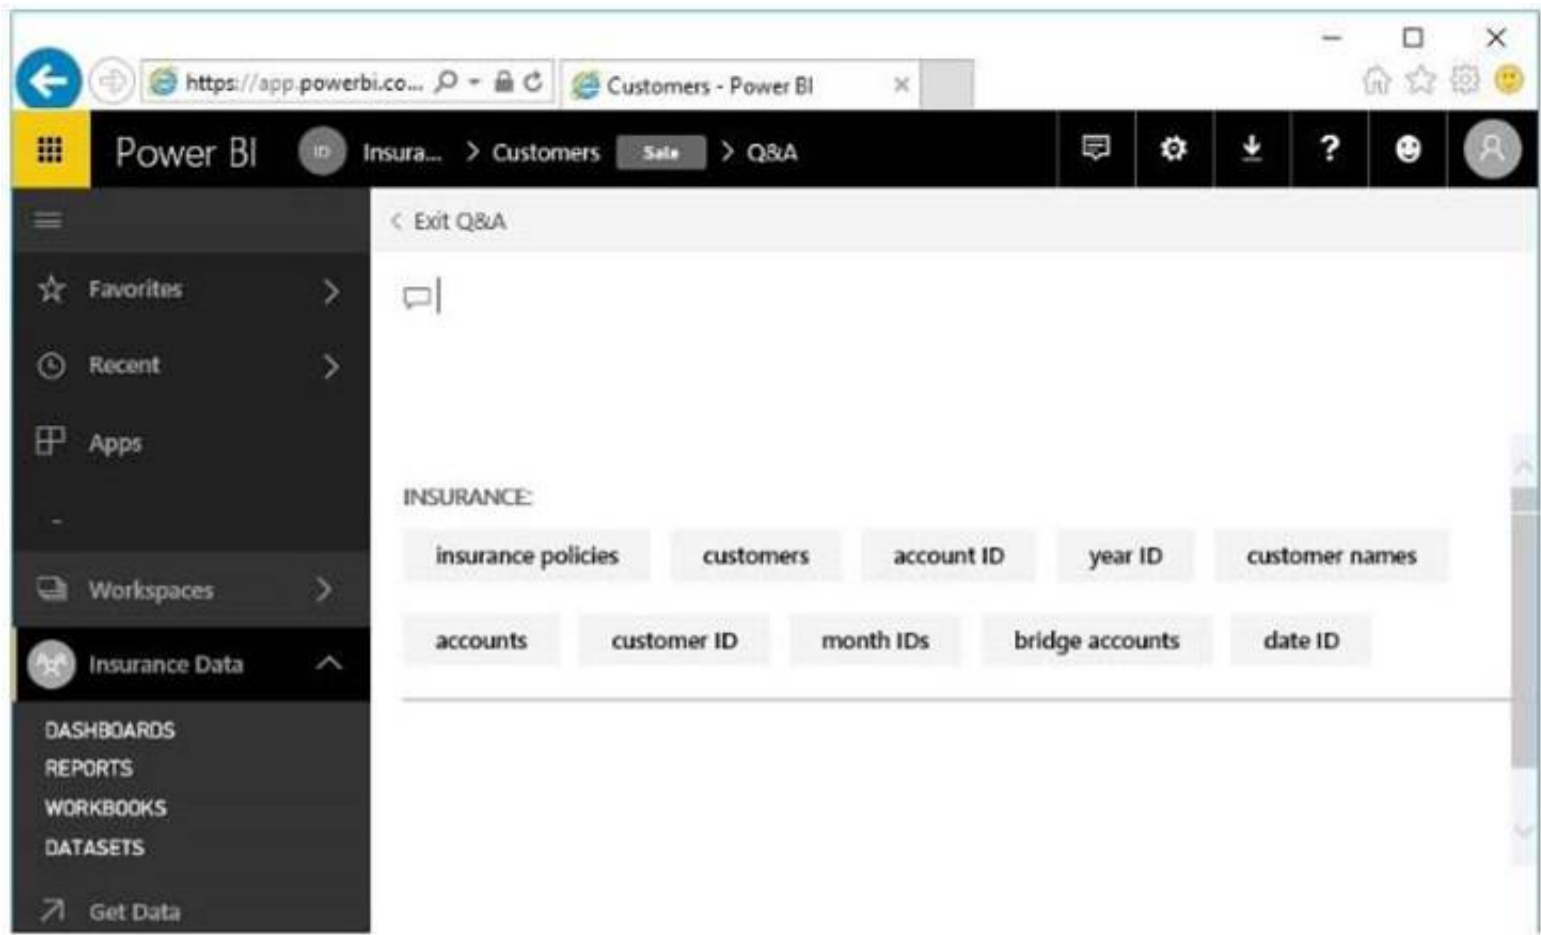 https://app.powerbi.co... Customers - Power BI
Power BI ID Insura... > Customers Sale > Q&A
< Exit Q&A
Favorites
Recent
Apps
Workspaces
Insurance Data
DASHBOARDS
REPORTS
WORKBOOKS
DATASETS
Get Data
INSURANCE:
insurance policies customers account ID year ID customer names
accounts customer ID month IDs bridge accounts date ID